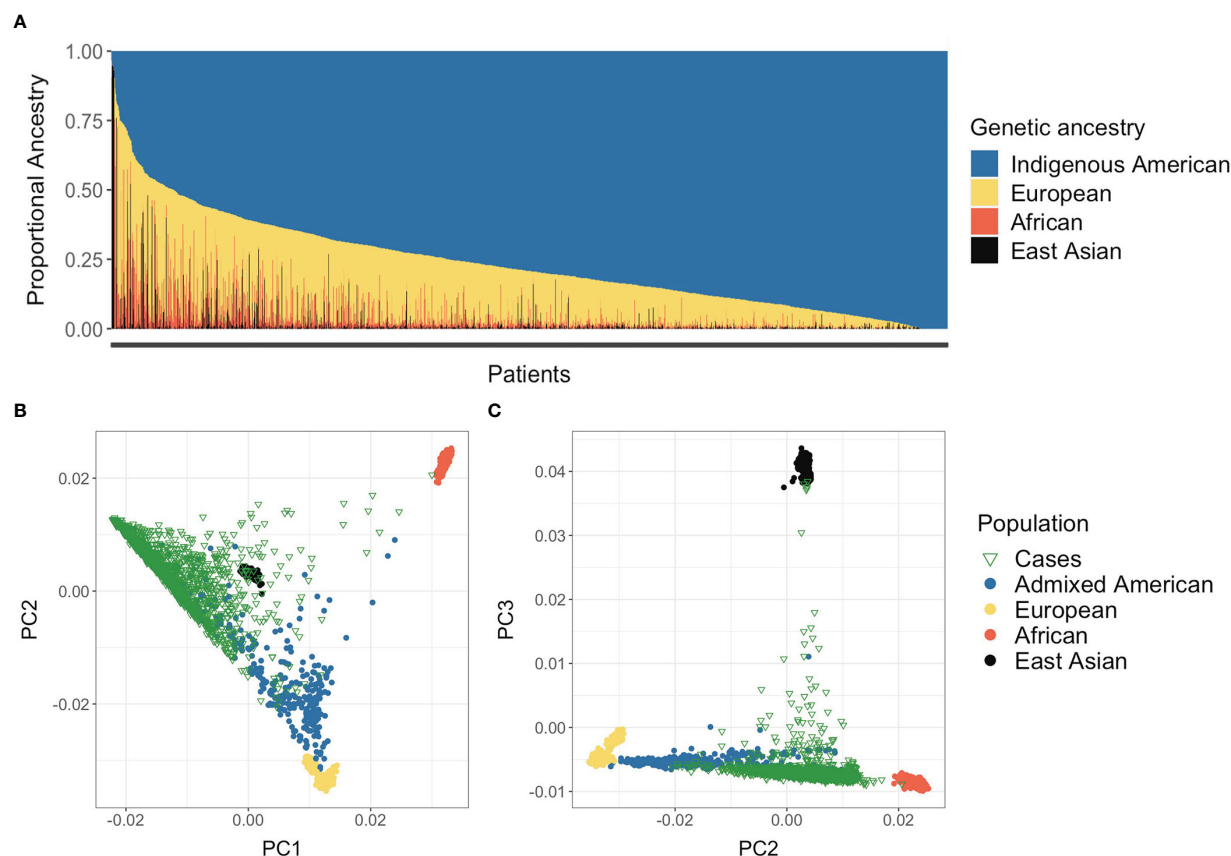 A
Proportional Ancestry
1.00
0.75
0.50
0.25
0.00
Patients
Genetic ancestry
Indigenous American
European
African
East Asian
B
PC2
0.02
0.00
-0.02
-0.02
0.00
0.02
PC1
C
PC3
0.04
0.03
0.02
0.01
0.00
-0.01
-0.02
0.00
0.02
PC2
Population
Cases
Admixed American
European
African
East Asian